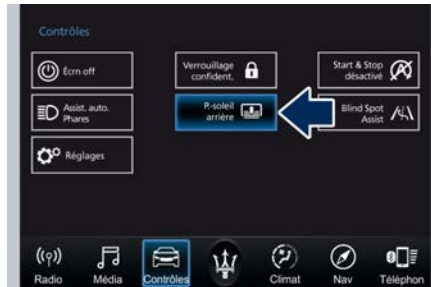 Contrôles
Écrn off
Verrouillage
confident.
Start & Stop
désactivé
Assist. auto.
Phares
P.-soleil
arrière
Blind Spot
Assist
Réglages
Radio
Média
Contrôles
Climat
Nav
Téléphon